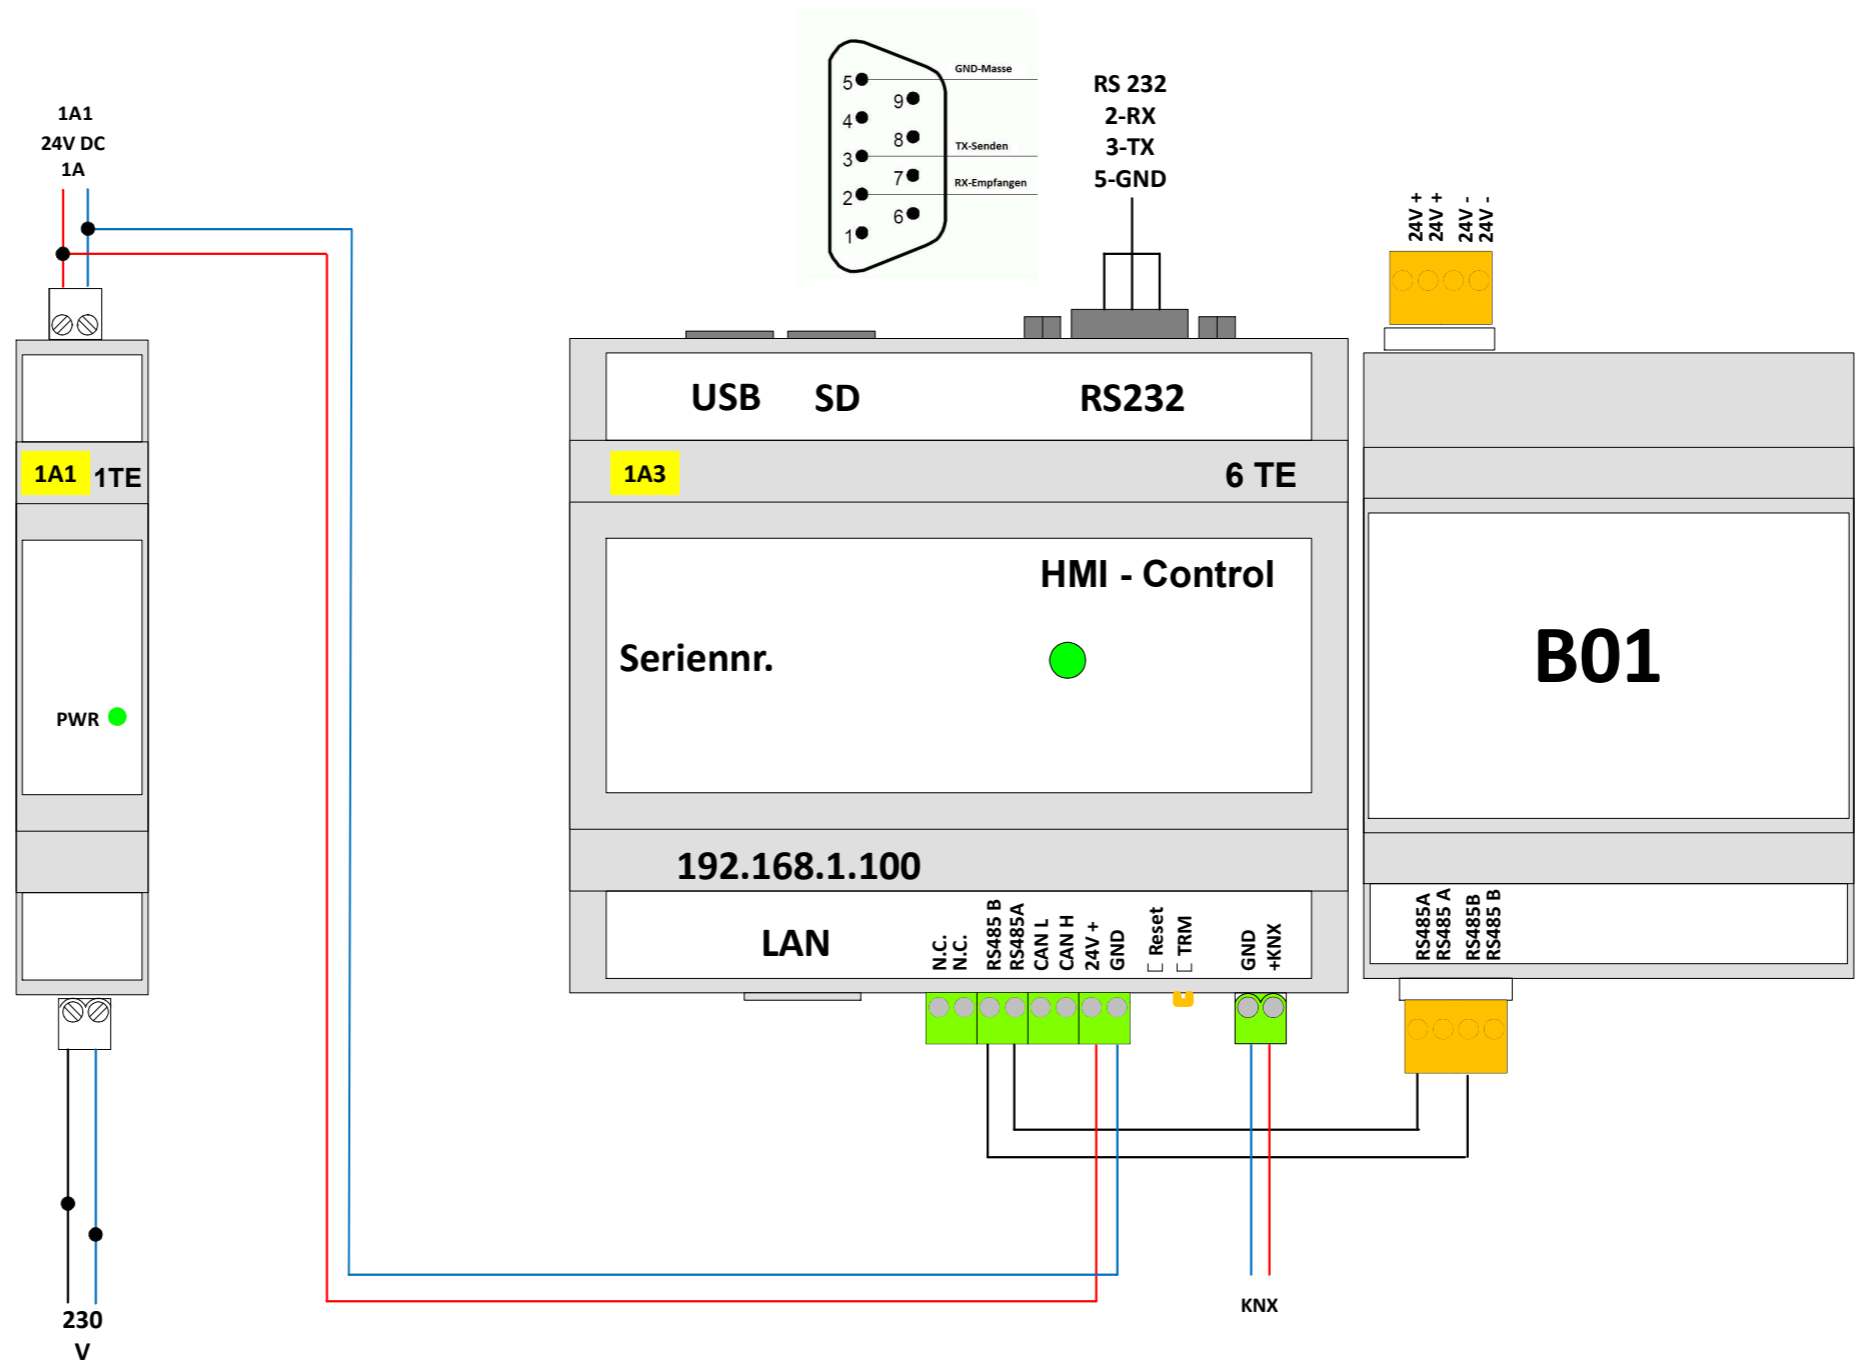 1A1
24V DC
1A
1A1
1TE
PWR
230
V
5
9
4
8
3
7
2
6
1
GND-Masse
TX-Senden
RX-Empfangen
RS 232
2-RX
3-TX
5-GND
USB
SD
RS232
1A3
6 TE
HMI - Control
Seriennr.
192.168.1.100
LAN
N.C.
N.C.
RS485 B
RS485A
CAN L
CAN H
24V +
GND
Reset
TRM
GND
+KNX
KNX
24V +
24V +
24V -
24V -
B01
RS485A
RS485 A
RS485B
RS485 B